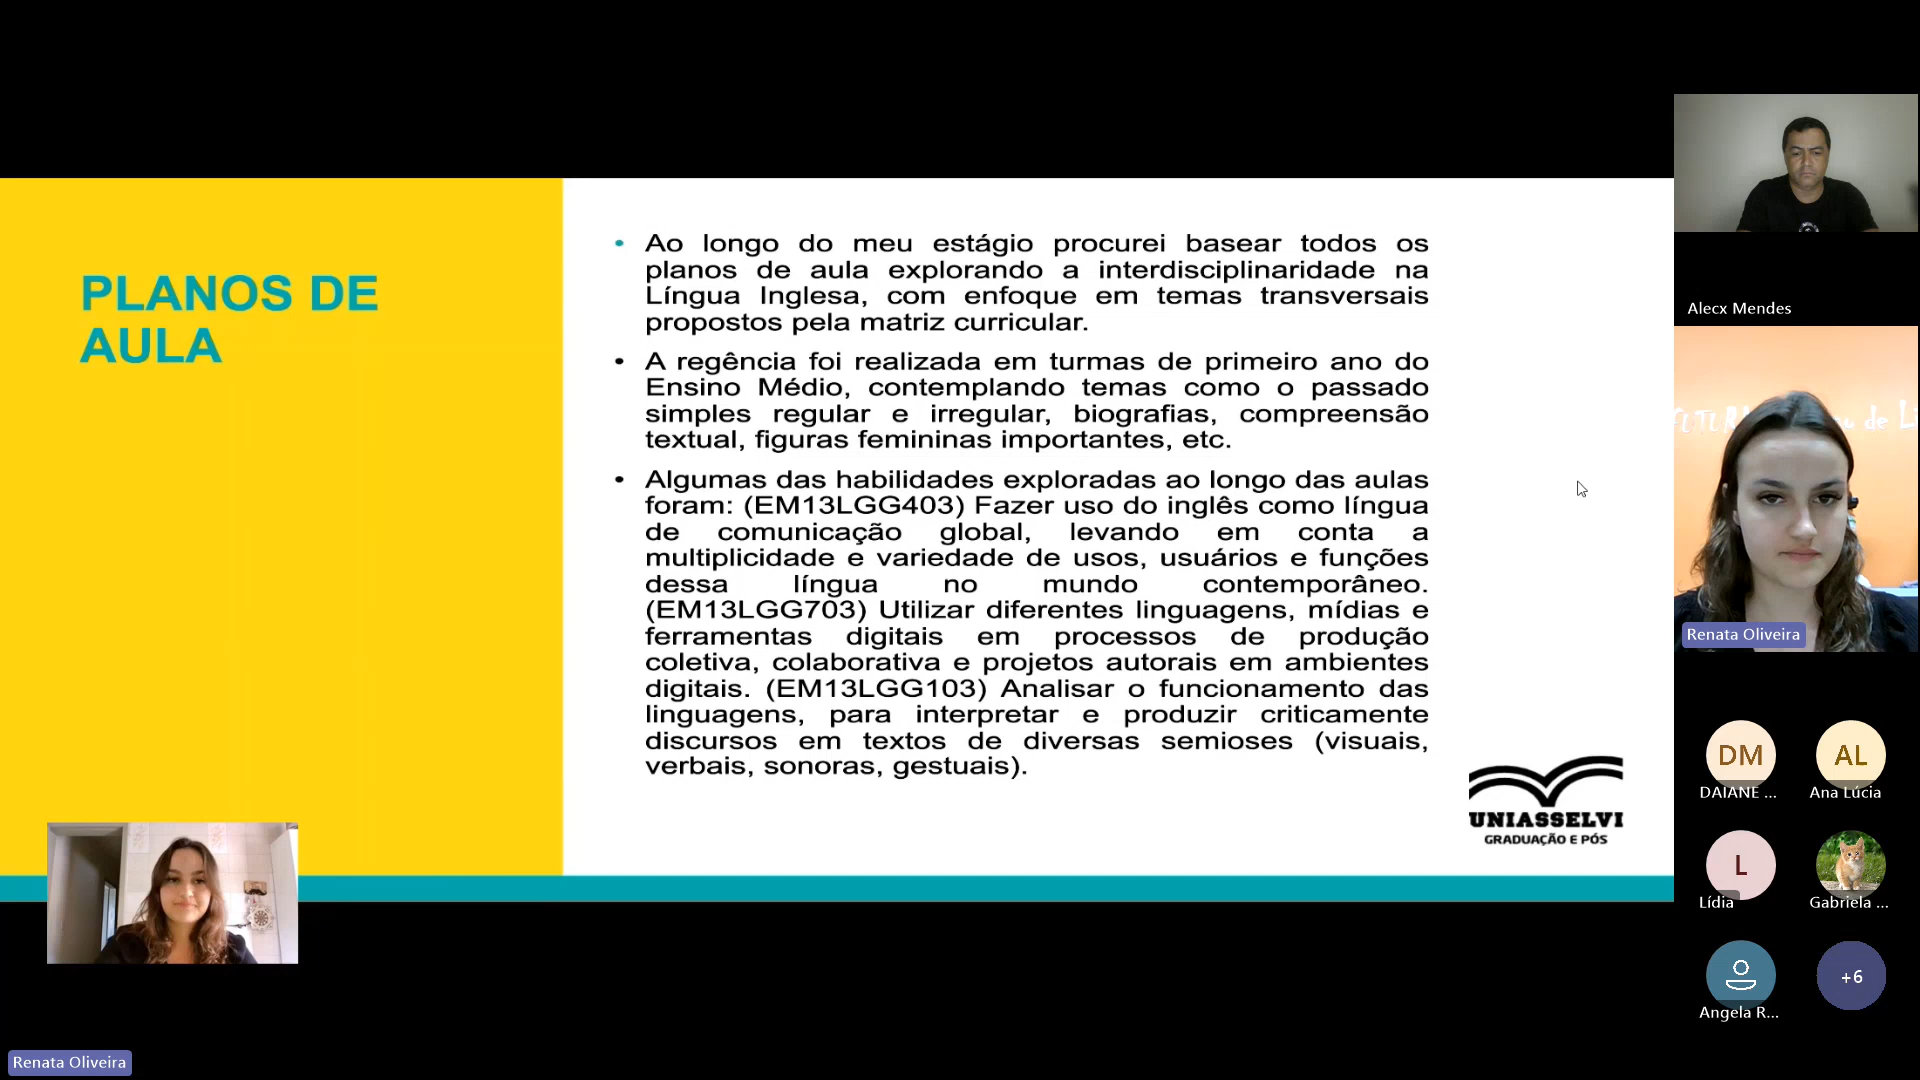 PLANOS DE
AULA
• Ao longo do meu estágio procurei basear todos os
planos de aula explorando a interdisciplinaridade na
Língua Inglesa, com enfoque em temas transversais
propostos pela matriz curricular.
• A regência foi realizada em turmas de primeiro ano do
Ensino Médio, contemplando temas como o passado
simples regular e irregular, biografias, compreensão
textual, figuras femininas importantes, etc.
• Algumas das habilidades exploradas ao longo das aulas
foram: (EM13LGG403) Fazer uso do inglês como língua
de comunicação global, levando em conta a
multiplicidade e variedade de usos, usuários e funções
dessa língua no mundo contemporâneo.
(EM13LGG703) Utilizar diferentes linguagens, mídias e
ferramentas digitais em processos de produção
coletiva, colaborativa e projetos autorais em ambientes
digitais. (EM13LGG103) Analisar o funcionamento das
linguagens, para interpretar e produzir criticamente
discursos em textos de diversas semioses (visuais,
verbais, sonoras, gestuais).
UNIASSELVI
GRADUAÇÃO E PÓS
Renata Oliveira
Alecx Mendes
de Li
Renata Oliveira
DM
DAIANE ...
AL
Ana Lúcia
L
Lídia
Gabriela ...
Angela R...
+6